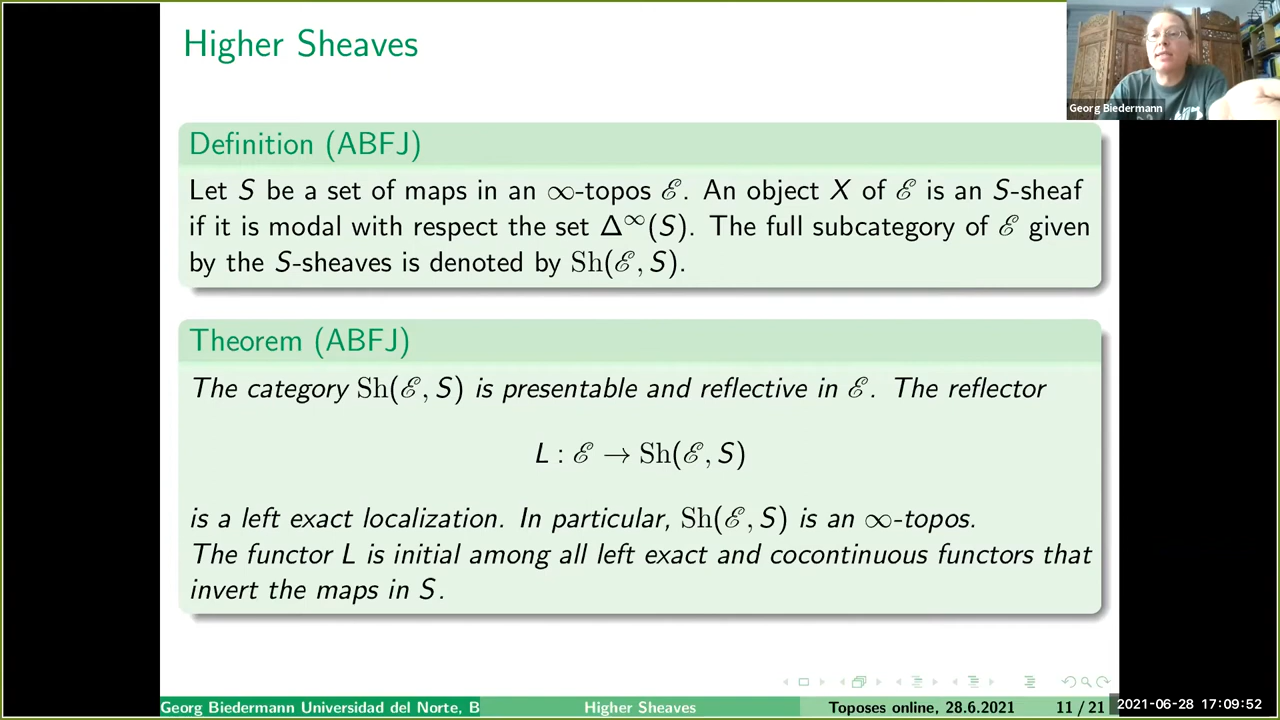 Higher Sheaves
Georg Biedermann
Definition (ABFJ)
Let S be a set of maps in an ∞-topos ℰ. An object X of ℰ is an S-sheaf
if it is modal with respect the set Δ^∞(S). The full subcategory of ℰ given
by the S-sheaves is denoted by Sh(ℰ, S).
Theorem (ABFJ)
The category Sh(ℰ, S) is presentable and reflective in ℰ. The reflector
L : ℰ → Sh(ℰ, S)
is a left exact localization. In particular, Sh(ℰ, S) is an ∞-topos.
The functor L is initial among all left exact and cocontinuous functors that
invert the maps in S.
Georg Biedermann Universidad del Norte, B
Higher Sheaves
Toposes online, 28.6.2021
11 / 21
2021-06-28 17:09:52